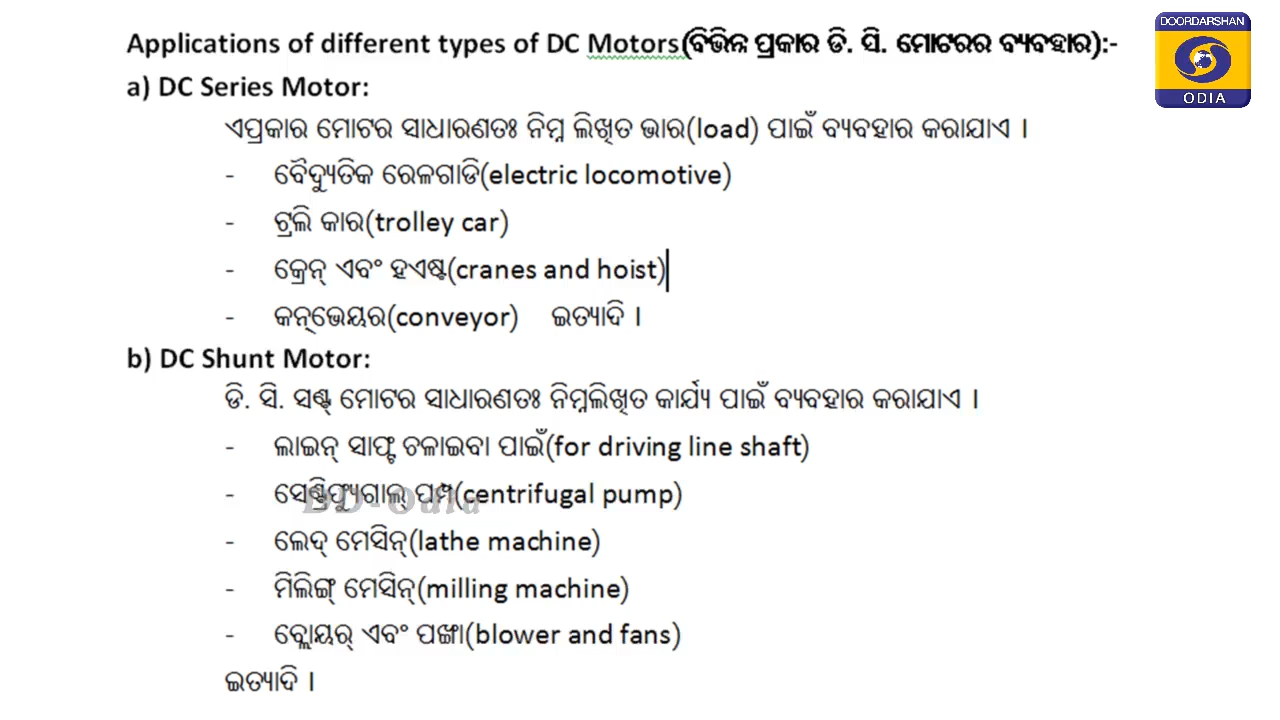 Applications of different types of DC Motors(ବିଭିନ୍ନ ପ୍ରକାର ଡି. ସି. ମୋଟରର ବ୍ୟବହାର):-
DOORDARSHAN
ODIA
a) DC Series Motor:
ଏପ୍ରକାର ମୋଟର ସାଧାରଣତଃ ନିମ୍ନ ଲିଖିତ ଭାର(load) ପାଇଁ ବ୍ୟବହାର କରାଯାଏ ।
- ବୈଦ୍ୟୁତିକ ରେଳଗାଡି(electric locomotive)
- ଟ୍ରଲି କାର(trolley car)
- କ୍ରେନ୍ ଏବଂ ହଏଷ୍ଟ(cranes and hoist)
- କନ୍‌ଭେୟର(conveyor) ଇତ୍ୟାଦି ।
b) DC Shunt Motor:
ଡି. ସି. ସଣ୍ଟ୍ ମୋଟର ସାଧାରଣତଃ ନିମ୍ନଲିଖିତ କାର୍ଯ୍ୟ ପାଇଁ ବ୍ୟବହାର କରାଯାଏ ।
- ଲାଇନ୍ ସାଫ୍ଟ ଚଳାଇବା ପାଇଁ(for driving line shaft)
- ସେଣ୍ଟ୍ରିଫ୍ୟୁଗାଲ୍ ପମ୍ପ(centrifugal pump)
DD-Odia
- ଲେଦ୍ ମେସିନ୍(lathe machine)
- ମିଲିଙ୍ଗ୍ ମେସିନ୍(milling machine)
- ବ୍ଲୋୟର୍ ଏବଂ ପଙ୍ଖା(blower and fans)
ଇତ୍ୟାଦି ।